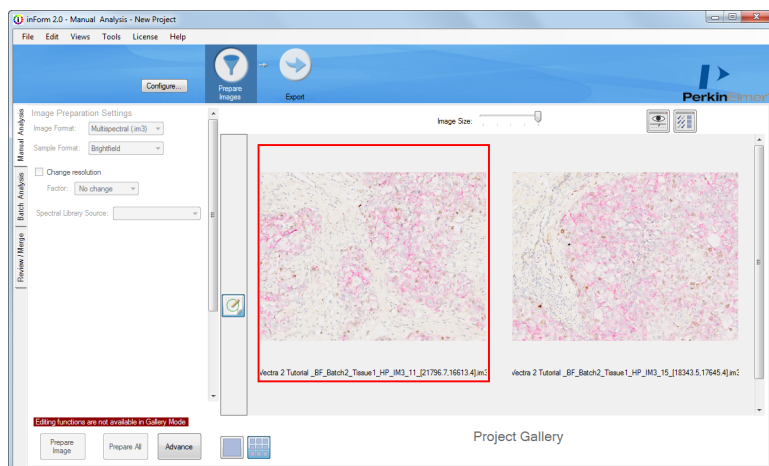 inForm 2.0 - Manual Analysis - New Project
File Edit Views Tools License Help
Configure...
Prepare Images
Export
PerkinElmer
Manual Analysis
Batch Analysis
Review / Merge
Image Preparation Settings
Image Format: Multispectral (.im3)
Sample Format: Brightfield
Change resolution
Factor: No change
Spectral Library Source:
Image Size:
Vectra 2 Tutorial _BF_Batch2_Tissue1_HP_IM3_11_[21796.7,16613.4].im3
Vectra 2 Tutorial _BF_Batch2_Tissue1_HP_IM3_15_[18343.5,17645.4].im3
Editing functions are not available in Gallery Mode
Prepare Image
Prepare All
Advance
Project Gallery